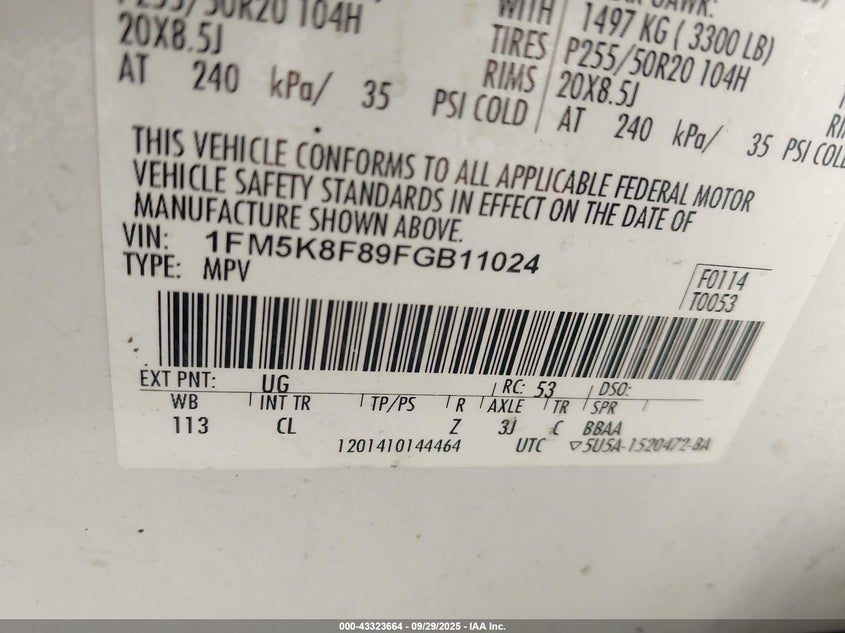 P255/50R20 104H
20X8.5J
AT 240 kPa/ 35 PSI COLD
WITH 1497 KG ( 3300 LB)
TIRES P255/50R20 104H
RIMS 20X8.5J
AT 240 kPa/ 35 PSI COLD
THIS VEHICLE CONFORMS TO ALL APPLICABLE FEDERAL MOTOR
VEHICLE SAFETY STANDARDS IN EFFECT ON THE DATE OF
MANUFACTURE SHOWN ABOVE.
VIN: 1FM5K8F89FGB11024
TYPE: MPV
F0114
T0053
EXT PNT: UG RC: 53 DSO:
WB INT TR TP/PS R AXLE TR SPR
113 CL Z 3J C BBAA
1201410144464 UTC ▽5U5A-1520472-BA
000-43323664 / 09/29/2025 - IAA Inc.